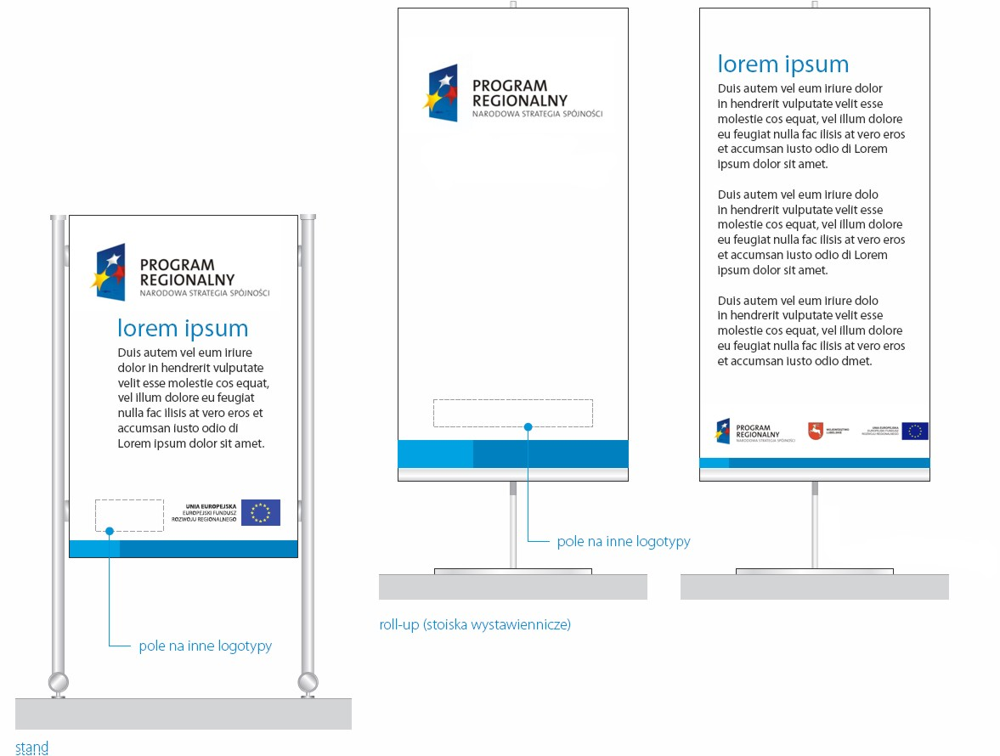 PROGRAM
REGIONALNY
NARODOWA STRATEGIA SPÓJNOŚCI
lorem ipsum
Duis autem vel eum iriure
dolor in hendrerit vulputate
velit esse molestie cos equat,
vel illum dolore eu feugiat
nulla fac ilisis at vero eros et
accumsan iusto odio di
Lorem ipsum dolor sit amet.
UNIA EUROPEJSKA
EUROPEJSKI FUNDUSZ
ROZWOJU REGIONALNEGO
pole na inne logotypy
stand
PROGRAM
REGIONALNY
NARODOWA STRATEGIA SPÓJNOŚCI
pole na inne logotypy
roll-up (stoiska wystawiennicze)
lorem ipsum
Duis autem vel eum iriure dolor
in hendrerit vulputate velit esse
molestie cos equat, vel illum dolore
eu feugiat nulla fac ilisis at vero eros
et accumsan iusto odio di Lorem
ipsum dolor sit amet.
Duis autem vel eum iriure dolo
in hendrerit vulputate velit esse
molestie cos equat, vel illum dolore
eu feugiat nulla fac ilisis at vero eros
et accumsan iusto odio di Lorem
ipsum dolor sit amet.
Duis autem vel eum iriure dolo
in hendrerit vulputate velit esse
molestie cos equat, vel illum dolore
eu feugiat nulla fac ilisis at vero eros
et accumsan iusto odio dmet.
PROGRAM
REGIONALNY
NARODOWA STRATEGIA SPÓJNOŚCI
WOJEWÓDZTWO
LUBELSKIE
UNIA EUROPEJSKA
EUROPEJSKI FUNDUSZ
ROZWOJU REGIONALNEGO